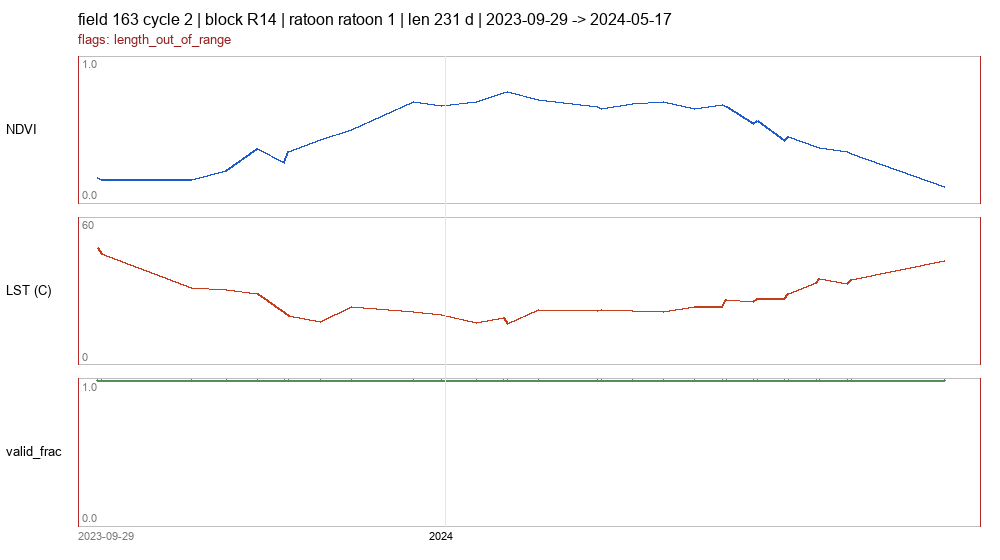 field 163 cycle 2 | block R14 | ratoon ratoon 1 | len 231 d | 2023-09-29 -> 2024-05-17
flags: length_out_of_range
1.0
NDVI
0.0
60
LST (C)
0
1.0
valid_frac
0.0
2023-09-29
2024